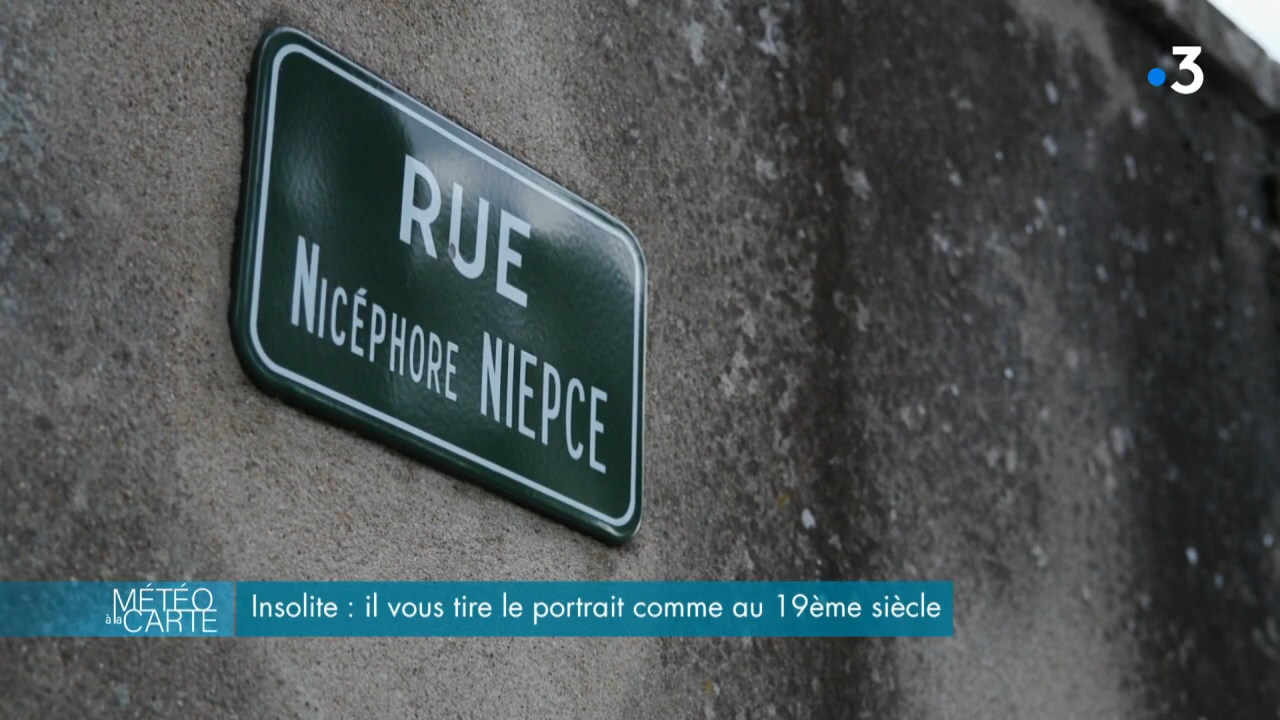 3
RUE
NICÉPHORE NIEPCE
MÉTÉO
à la CARTE
Insolite : il vous tire le portrait comme au 19ème siècle